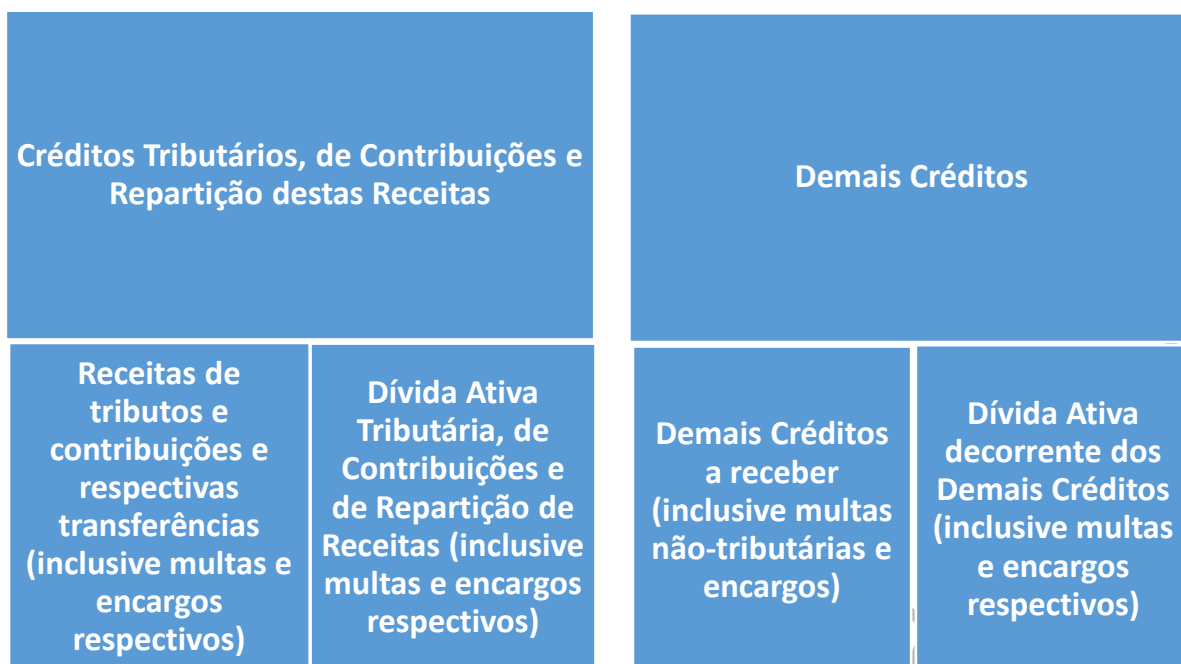 Créditos Tributários, de Contribuições e
Repartição destas Receitas
Demais Créditos
Receitas de
tributos e
contribuições e
respectivas
transferências
(inclusive multas e
encargos
respectivos)
Dívida Ativa
Tributária, de
Contribuições e
de Repartição de
Receitas (inclusive
multas e encargos
respectivos)
Demais Créditos
a receber
(inclusive multas
não-tributárias e
encargos)
Dívida Ativa
decorrente dos
Demais Créditos
(inclusive multas
e encargos
respectivos)